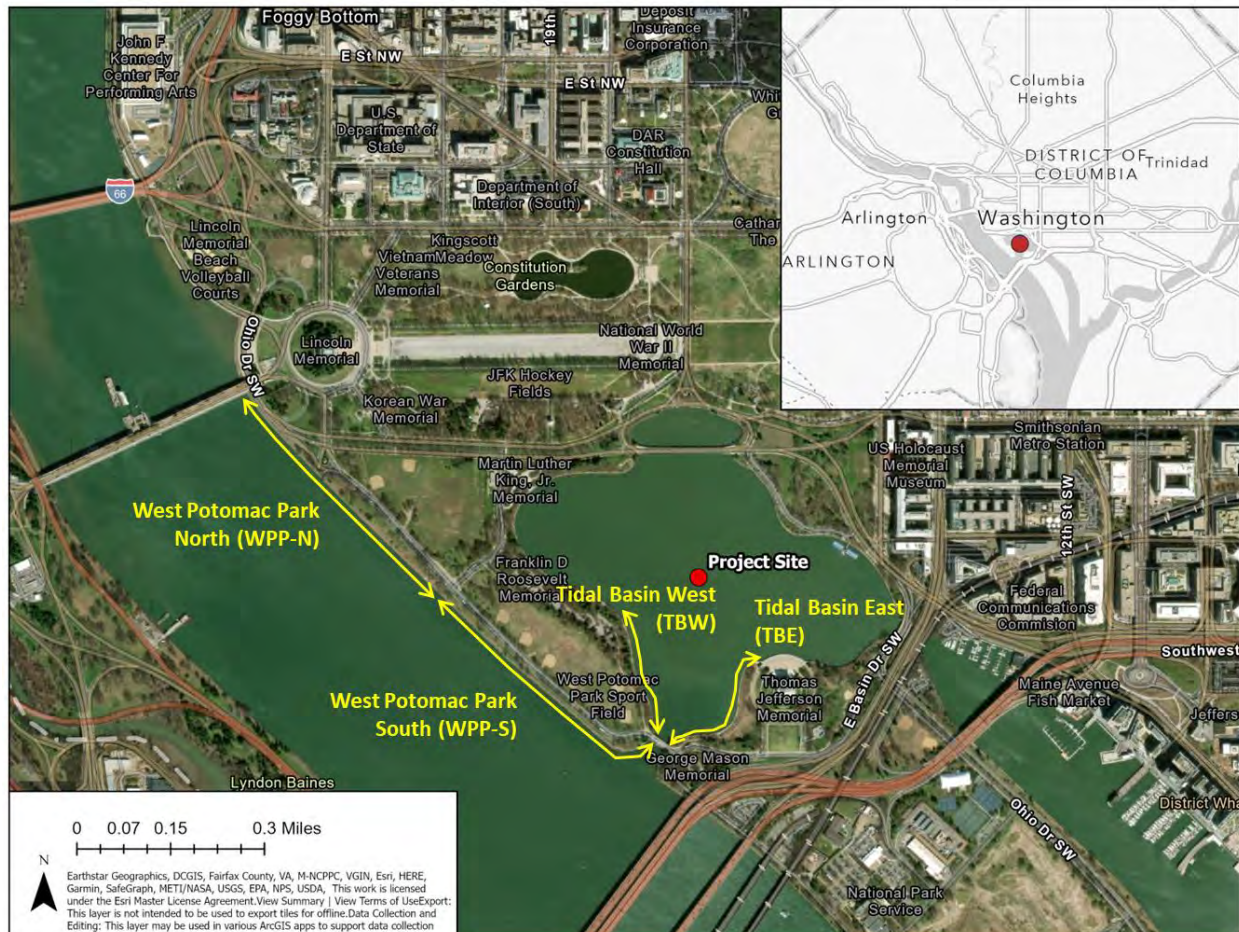 Foggy Bottom
19th
Deposit
Insurance
Corporation
John F
Kennedy
Center For
Performing Arts
E St NW
E St NW
U.S.
Department of
State
DAR
Constitution
Hall
Department of
Interior (South)
66
Lincoln
Memorial
Beach
Volleyball
Courts
Vietnam
Veterans
Memorial
Kingscott
Meadow
Constitution
Gardens
The
Ohio Dr SW
Lincoln
Memorial
National World
War II
Memorial
JFK Hockey
Fields
Korean War
Memorial
Columbia
Heights
DISTRICT OF
COLUMBIA
Trinidad
Arlington
Washington
ARLINGTON
Smithsonian
Metro Station
US Holocaust
Memorial
Museum
12th St SW
Martin Luther
King, Jr.
Memorial
West Potomac Park
North (WPP-N)
Franklin D
Roosevelt
Memorial
Project Site
Tidal Basin West
(TBW)
Tidal Basin East
(TBE)
Federal
Communications
Commision
Southwest
West Potomac Park
South (WPP-S)
West Potomac
Park Sport
Field
Thomas
Jefferson
Memorial
E Basin Dr SW
Maine Avenue
Fish Market
George Mason
Memorial
Lyndon Baines
Ohio Dr SW
National Park
Service
0 0.07 0.15 0.3 Miles
N
Earthstar Geographics, DCGIS, Fairfax County, VA, M-NCPPC, VGIN, Esri, HERE,
Garmin, SafeGraph, METI/NASA, USGS, EPA, NPS, USDA, This work is licensed
under the Esri Master License Agreement.View Summary | View Terms of UseExport:
This layer is not intended to be used to export tiles for offline.Data Collection and
Editing: This layer may be used in various ArcGIS apps to support data collection